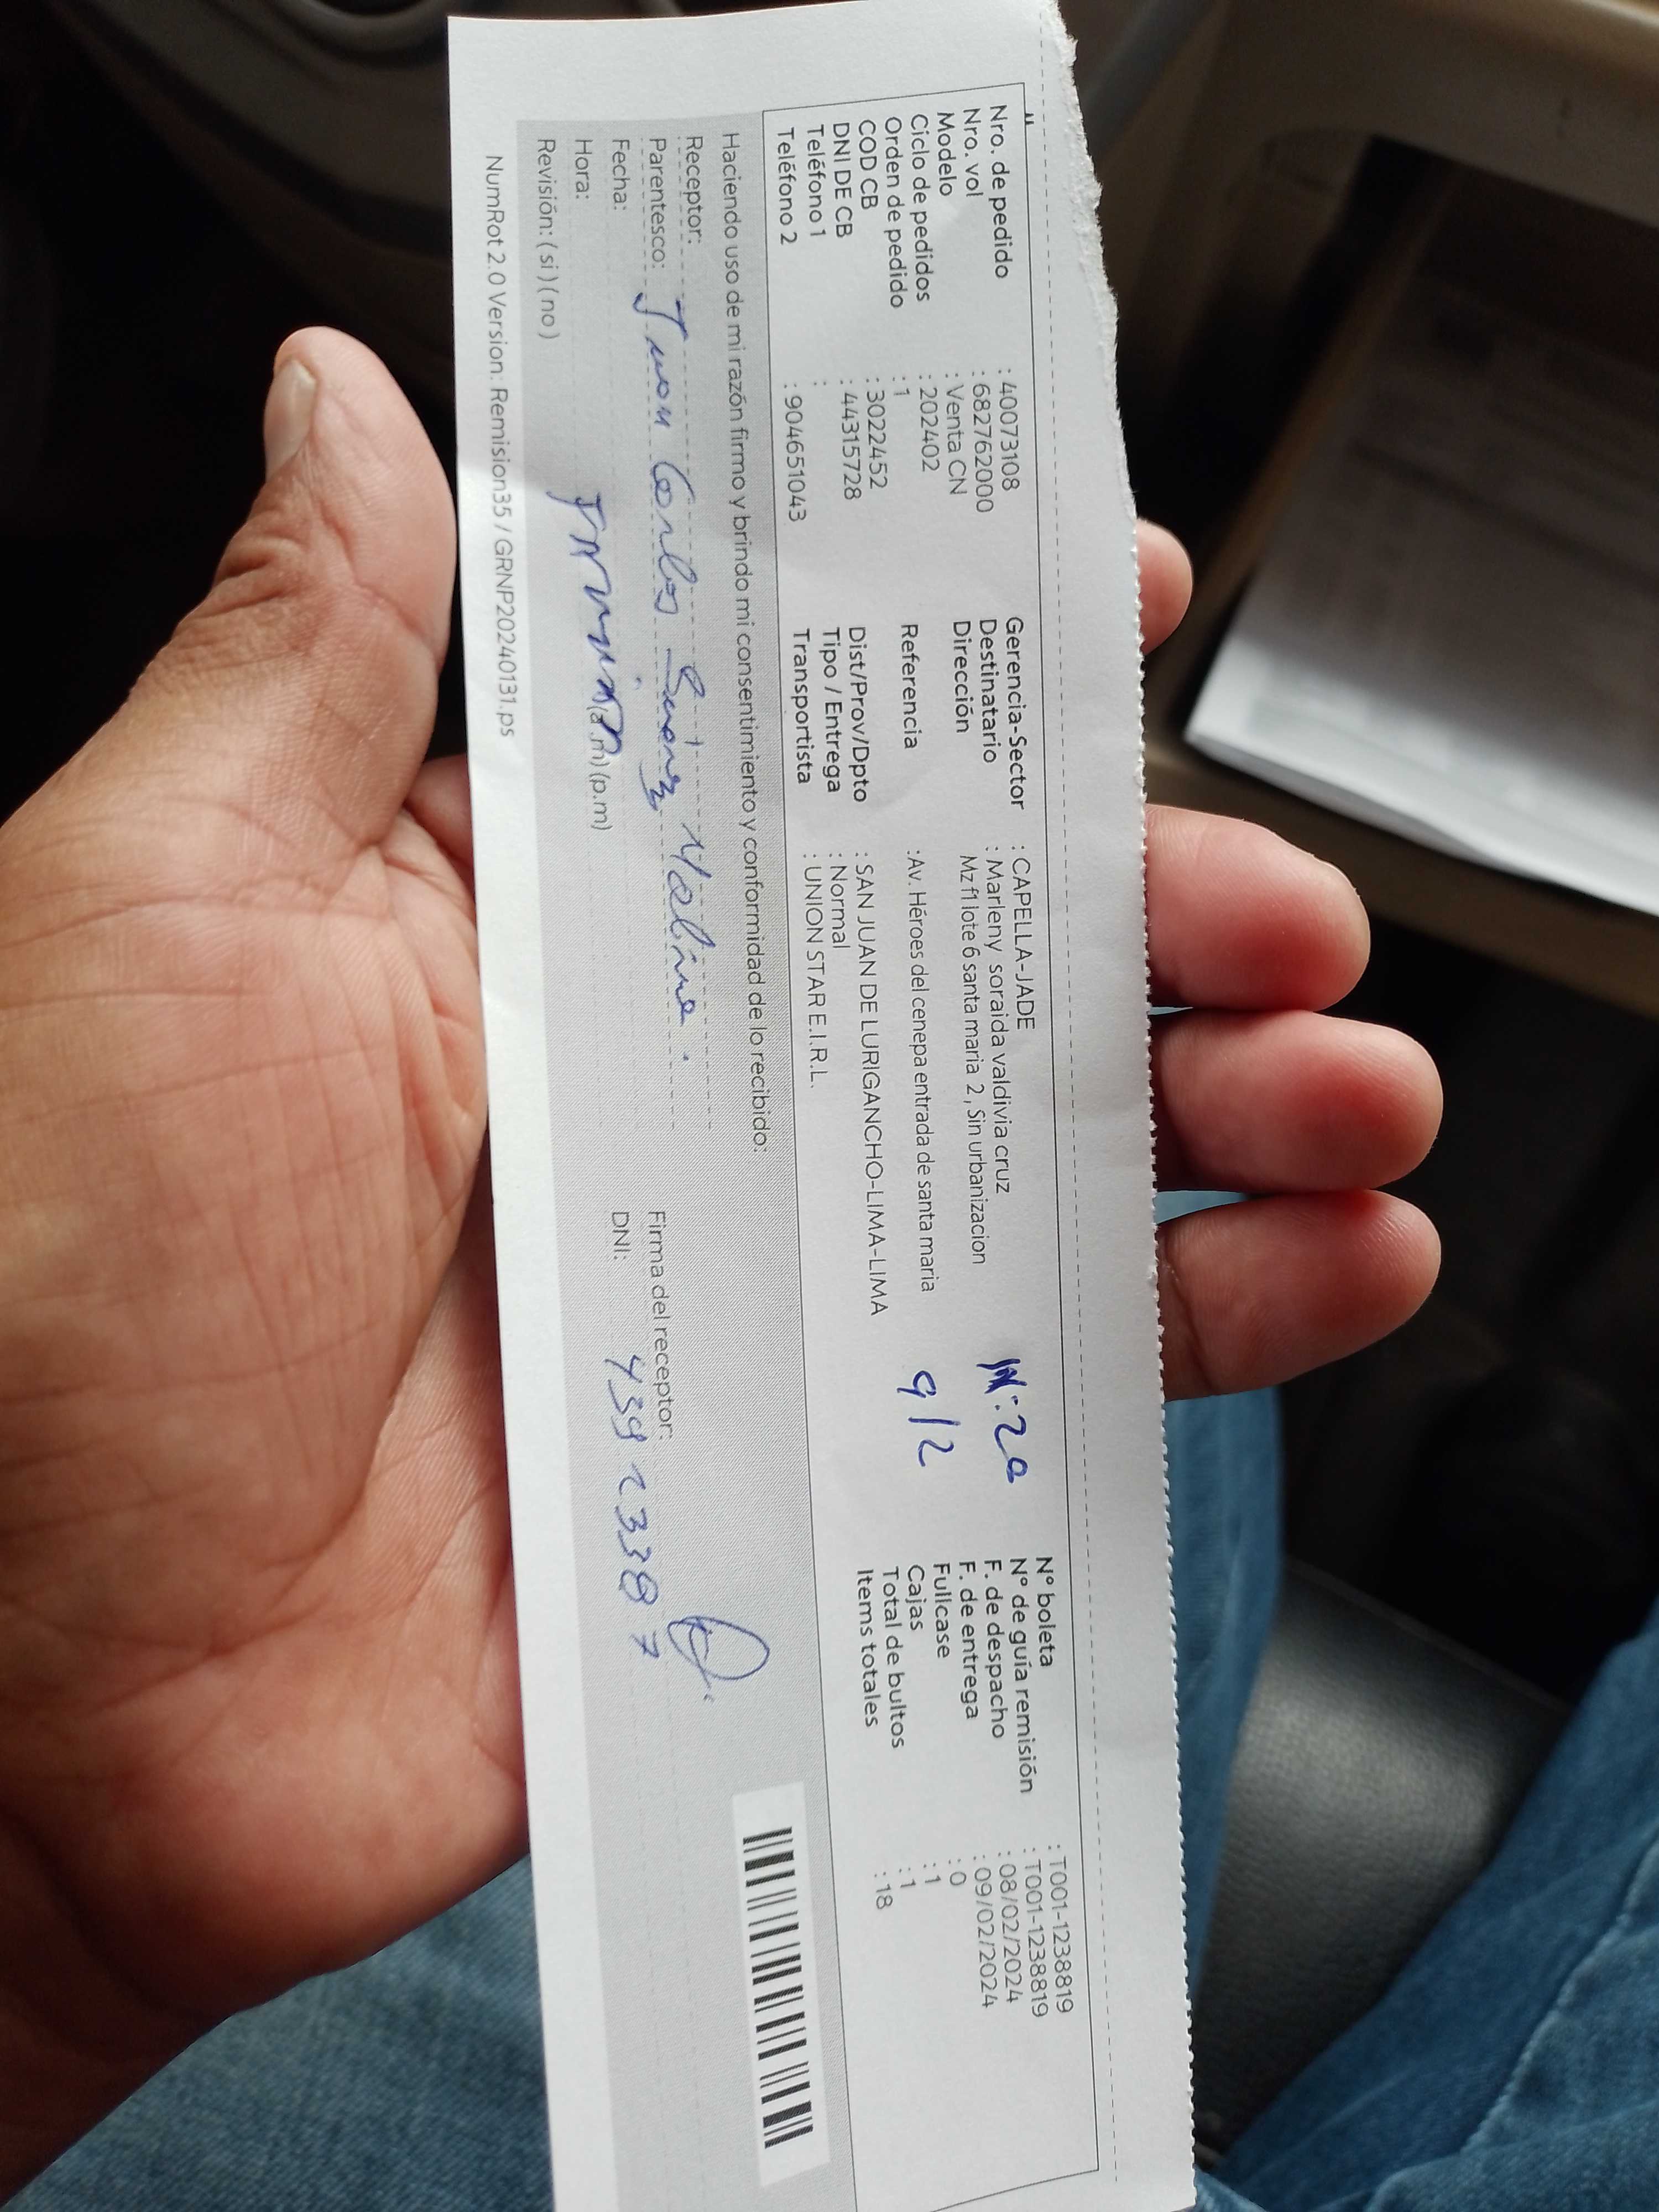 Nro. de pedido : 40073108
Nro. vol : 682762000
Modelo : Venta CN
Ciclo de pedidos : 202402
Orden de pedido : 1
COD CB : 3022452
DNI DE CB : 44315728
Teléfono 1 :
Teléfono 2 : 904651043
Gerencia-Sector : CAPELLA-JADE
Destinatario : Marleny soraida valdivia cruz
Dirección Mz f1 lote 6 santa maria 2, Sin urbanizacion
Referencia :Av. Héroes del cenepa entrada de santa maria
Dist/Prov/Dpto : SAN JUAN DE LURIGANCHO-LIMA-LIMA
Tipo / Entrega : Normal
Transportista : UNION STAR E.I.R.L.
:20
9/2
N° boleta : T001-1238819
N° de guía remisión : T001-1238819
F. de despacho : 08/02/2024
F. de entrega : 09/02/2024
Fullcase : 0
Cajas : 1
Total de bultos : 1
Items totales : 18
Haciendo uso de mi razón firmo y brindo mi consentimiento y conformidad de lo recibido:
Receptor:
Parentesco: Juan Carlos
Fecha:
Hora: (a.m) (p.m)
Revisión: ( si ) ( no )
Firma del receptor:
DNI:
NumRot 2.0 Version: Remision35 / GRNP20240131.ps